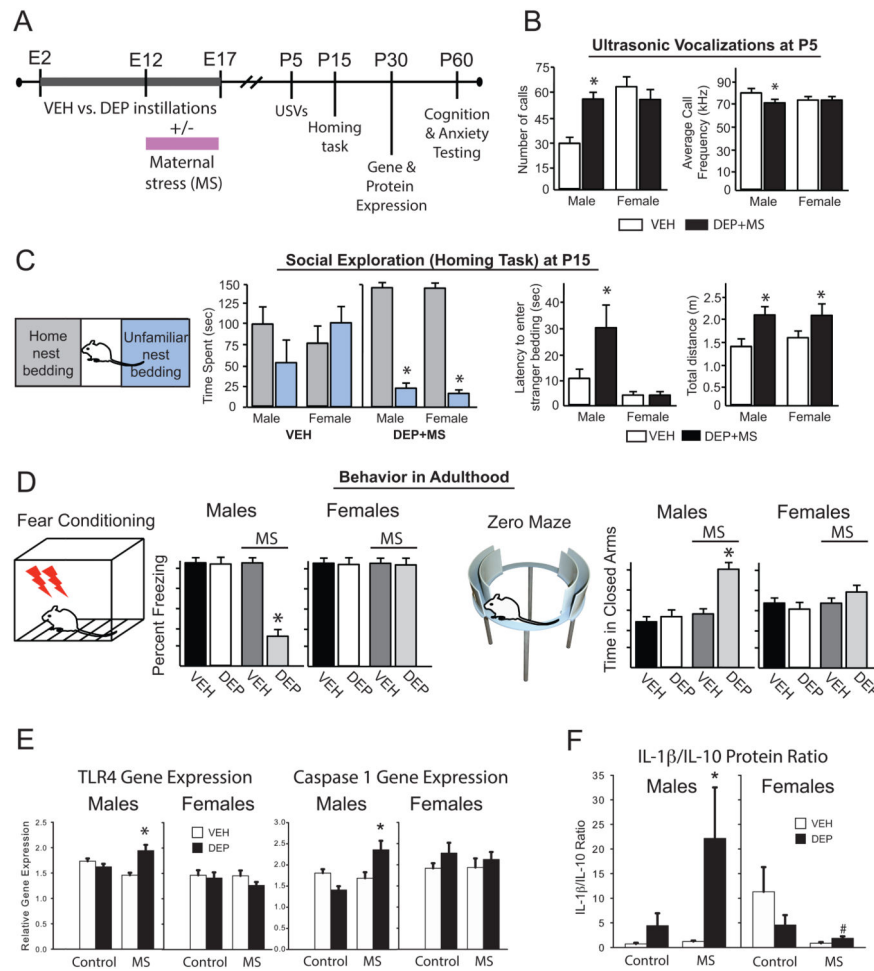 A
E2
E12
E17
P5
P15
P30
P60
VEH vs. DEP instillations
+/-
Maternal
stress (MS)
USVs
Homing
task
Gene &
Protein
Expression
Cognition
& Anxiety
Testing
B
Ultrasonic Vocalizations at P5
Number of calls
75
60
45
30
15
0
*
Male
Female
Average Call
Frequency (kHz)
90
75
60
45
30
15
0
*
Male
Female
VEH
DEP+MS
C
Social Exploration (Homing Task) at P15
Home
nest
bedding
Unfamiliar
nest
bedding
Time Spent (sec)
150
125
100
75
50
25
0
*
*
Male
Female
Male
Female
VEH
DEP+MS
Latency to enter
stranger bedding (sec)
40
30
20
10
0
*
Male
Female
Total distance (m)
2.5
2.0
1.5
1.0
.5
0
*
*
Male
Female
VEH
DEP+MS
VEH
DEP+MS
D
Behavior in Adulthood
Fear Conditioning
Males
Females
MS
MS
Percent Freezing
*
VEH
DEP
VEH
DEP
VEH
DEP
VEH
DEP
Zero Maze
Males
Females
MS
MS
Time in Closed Arms
*
VEH
DEP
VEH
DEP
VEH
DEP
VEH
DEP
E
TLR4 Gene Expression
Males
Females
Relative Gene Expression
2.5
2.0
1.5
1.0
0.5
0.0
*
VEH
DEP
Control
MS
Control
MS
Caspase 1 Gene Expression
Males
Females
3.0
2.5
2.0
1.5
1.0
0.5
0.0
*
Control
MS
Control
MS
F
IL-1β/IL-10 Protein Ratio
Males
Females
IL-1β/IL-10 Ratio
35
30
25
20
15
10
5
0
*
VEH
DEP
#
Control
MS
Control
MS